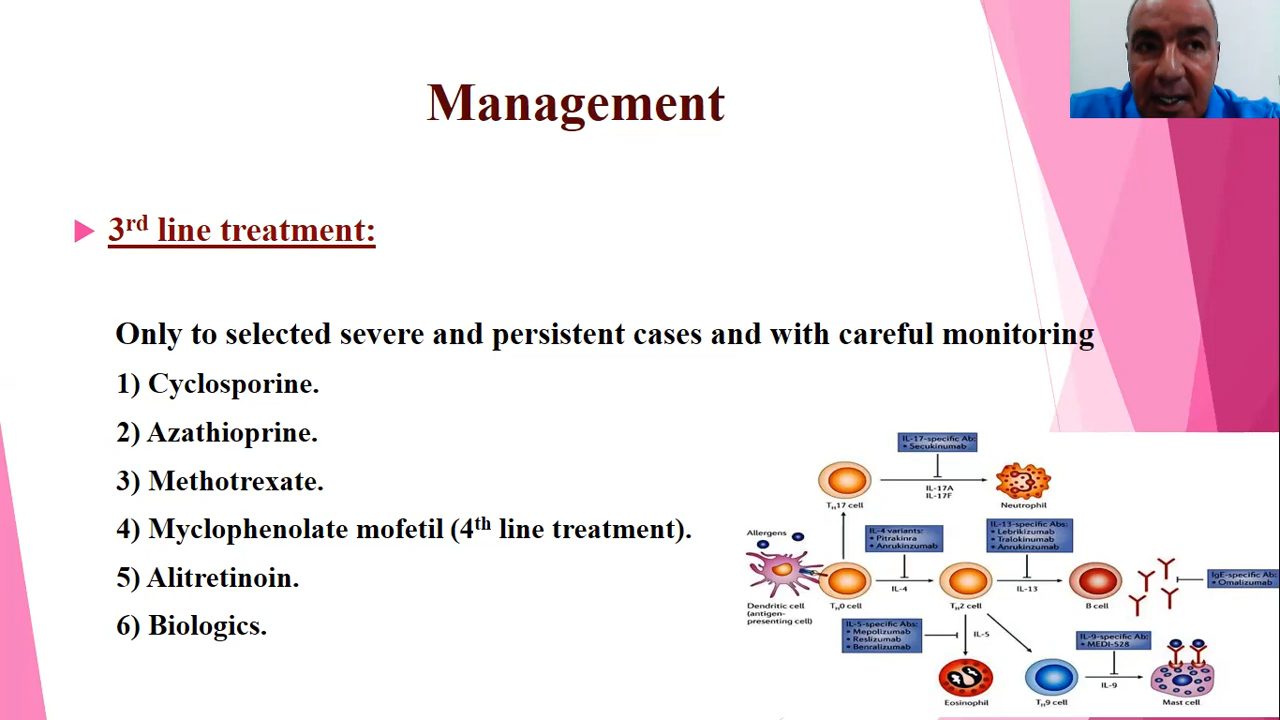 Management
3rd line treatment:
Only to selected severe and persistent cases and with careful monitoring
1) Cyclosporine.
2) Azathioprine.
3) Methotrexate.
4) Myclophenolate mofetil (4th line treatment).
5) Alitretinoin.
6) Biologics.
IL-17-specific Ab:
• Secukinumab
IL-17A
IL-17F
TH17 cell
Neutrophil
Allergens
IL-4 variants:
• Pitrakinra
• Anrukinzumab
IL-13-specific Abs:
• Lebrikizumab
• Tralokinumab
• Anrukinzumab
IgE-specific Ab:
• Omalizumab
IL-4
IL-13
Dendritic cell
(antigen-
presenting cell)
TH0 cell
TH2 cell
B cell
IL-5-specific Abs:
• Mepolizumab
• Reslizumab
• Benralizumab
IL-5
IL-9-specific Ab:
• MEDI-528
IL-9
Eosinophil
TH9 cell
Mast cell